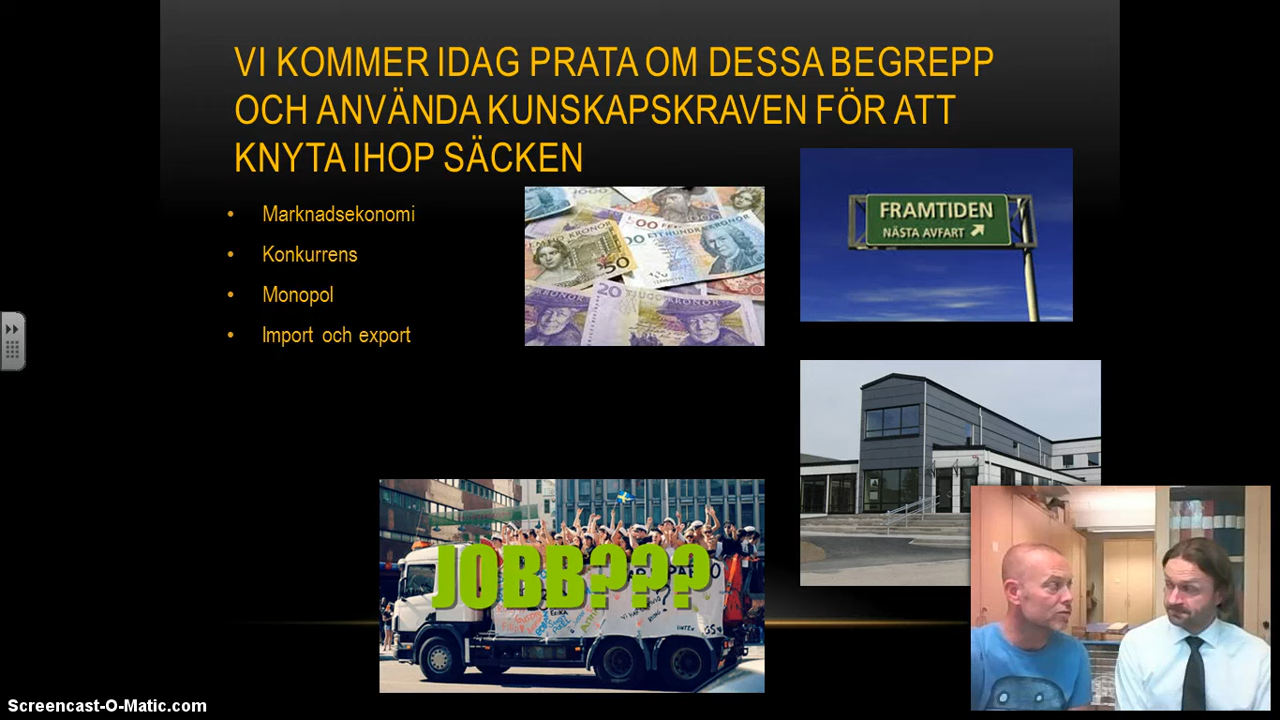 VI KOMMER IDAG PRATA OM DESSA BEGREPP
OCH ANVÄNDA KUNSKAPSKRAVEN FÖR ATT
KNYTA IHOP SÄCKEN
• Marknadsekonomi
• Konkurrens
• Monopol
• Import och export
FRAMTIDEN
NÄSTA AVFART
JOBB???
Screencast-O-Matic.com